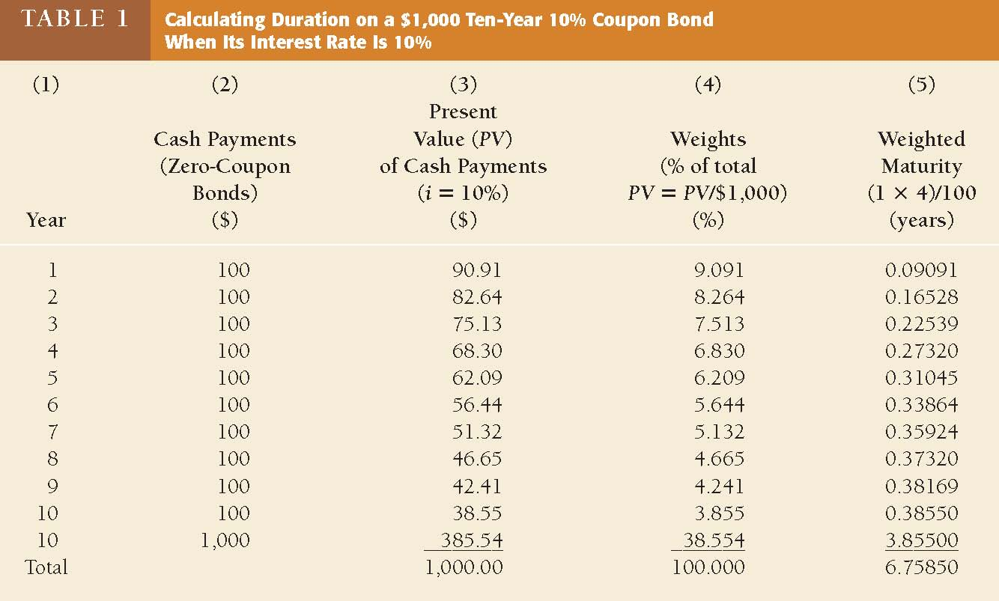 TABLE 1
Calculating Duration on a $1,000 Ten-Year 10% Coupon Bond
When Its Interest Rate Is 10%
(1) (2) (3) (4) (5)
Present
Cash Payments Value (PV) Weights Weighted
(Zero-Coupon of Cash Payments (% of total Maturity
Bonds) (i = 10%) PV = PV/$1,000) (1 × 4)/100
Year ($) ($) (%) (years)
1 100 90.91 9.091 0.09091
2 100 82.64 8.264 0.16528
3 100 75.13 7.513 0.22539
4 100 68.30 6.830 0.27320
5 100 62.09 6.209 0.31045
6 100 56.44 5.644 0.33864
7 100 51.32 5.132 0.35924
8 100 46.65 4.665 0.37320
9 100 42.41 4.241 0.38169
10 100 38.55 3.855 0.38550
10 1,000 385.54 38.554 3.85500
Total 1,000.00 100.000 6.75850